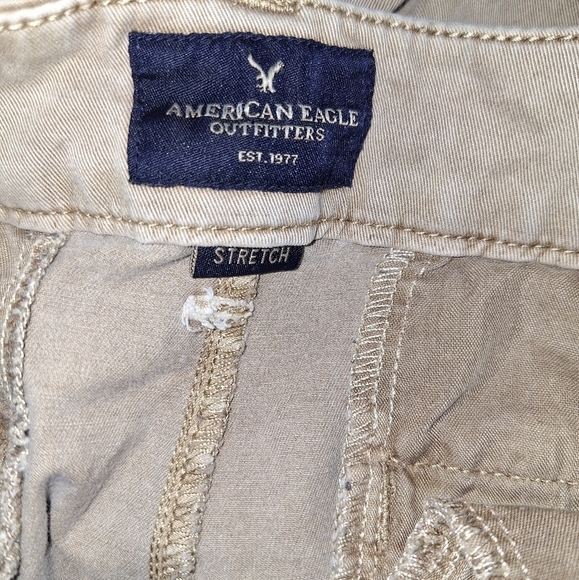 AMERICAN EAGLE
OUTFITTERS
EST. 1977
STRETCH